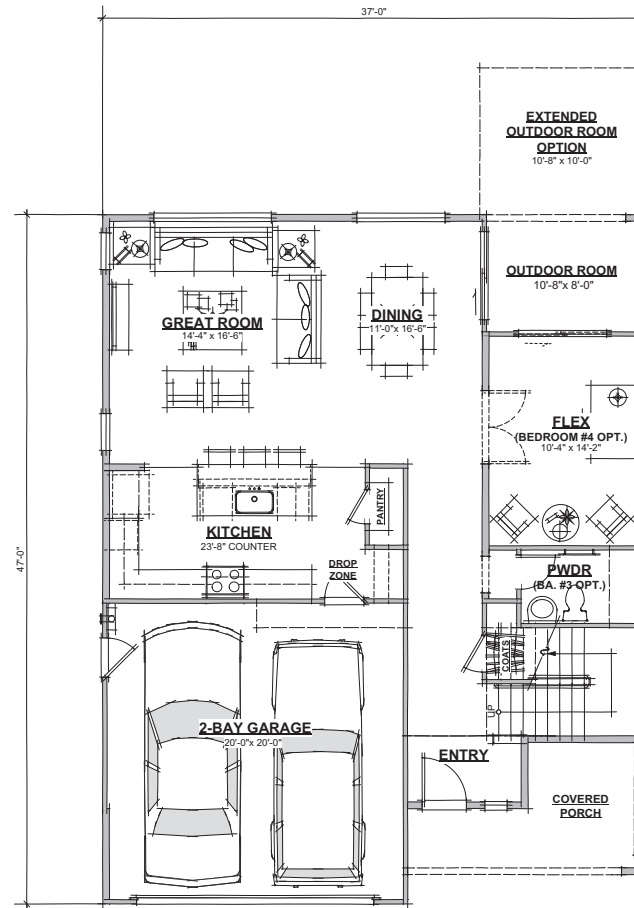 37'-0"
EXTENDED
OUTDOOR ROOM
OPTION
10'-8" x 10'-0"
OUTDOOR ROOM
10'-8"x 8'-0"
GREAT ROOM
14'-4" x 16'-6"
DINING
11'-0"x 16'-6"
FLEX
(BEDROOM #4 OPT.)
10'-4" x 14'-2"
PANTRY
KITCHEN
23'-8" COUNTER
47'-0"
DROP
ZONE
PWDR
(BA. #3 OPT.)
COATS
UP
2-BAY GARAGE
20'-0"x 20'-0"
ENTRY
COVERED
PORCH